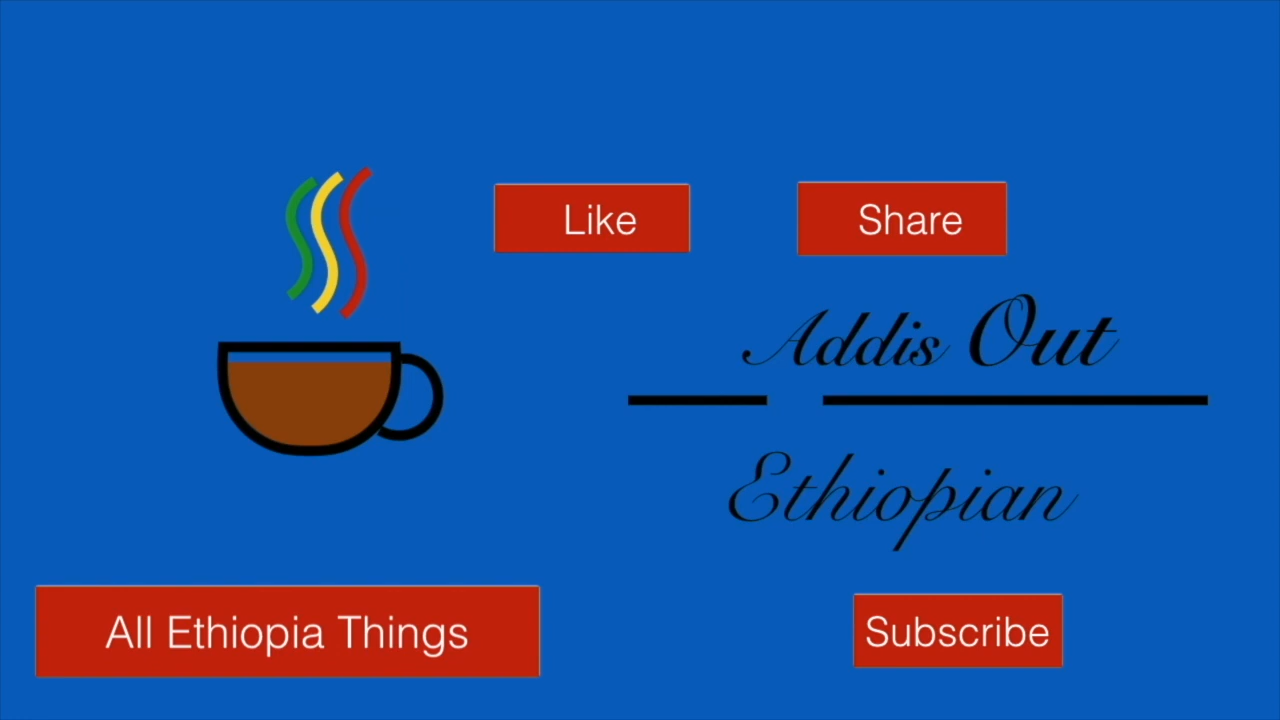 Like
Share
Addis Out
Ethiopian
All Ethiopia Things
Subscribe